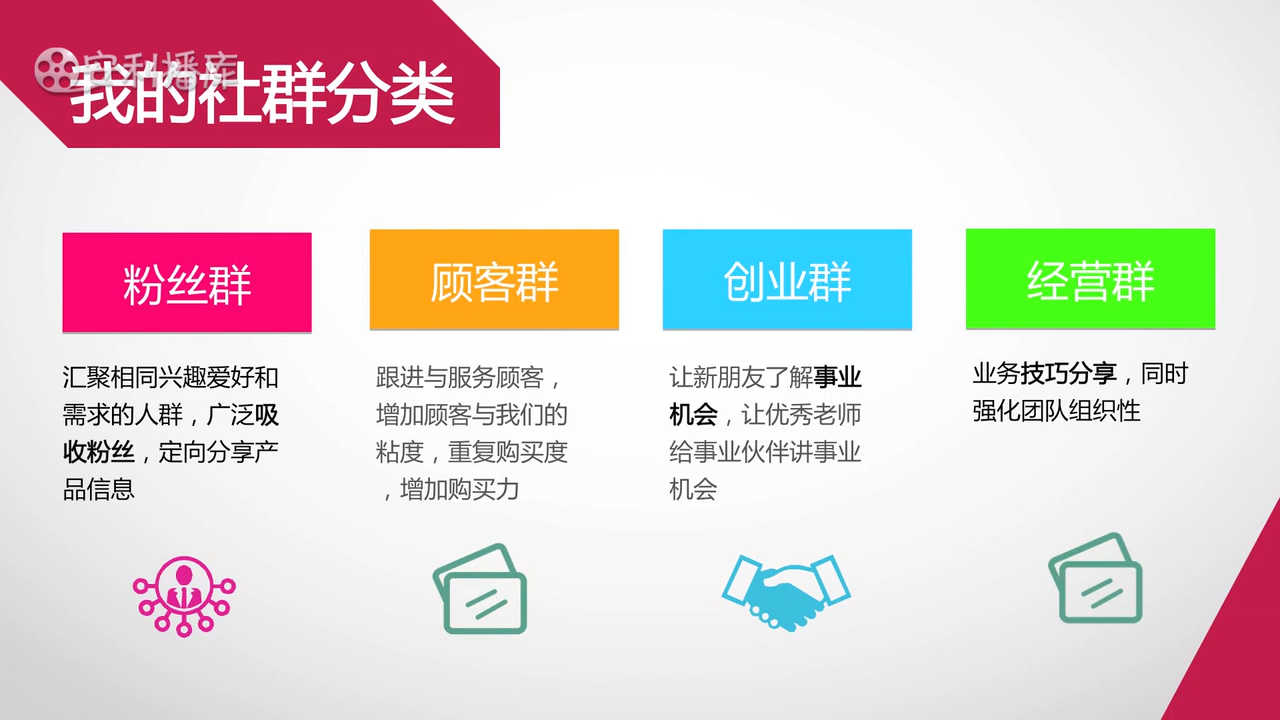 安利播库
我的社群分类
粉丝群
汇聚相同兴趣爱好和
需求的人群，广泛吸
收粉丝，定向分享产
品信息
顾客群
跟进与服务顾客，
增加顾客与我们的
粘度，重复购买度
，增加购买力
创业群
让新朋友了解事业
机会，让优秀老师
给事业伙伴讲事业
机会
经营群
业务技巧分享，同时
强化团队组织性